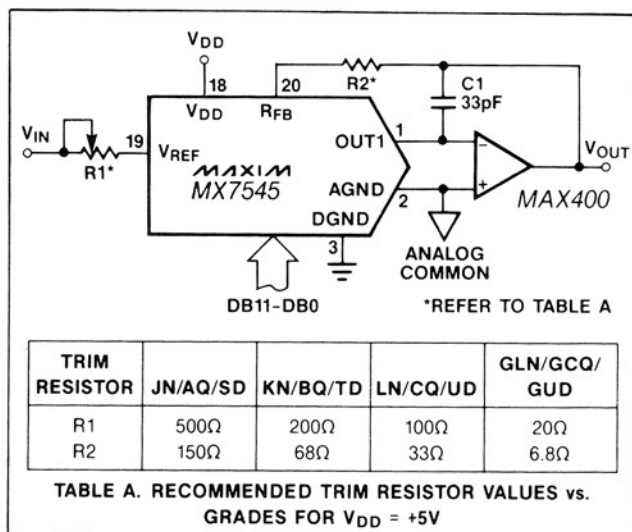 VDD
18
20
R2*
C1
33pF
VDD
RFB
VIN
19
VREF
R1*
MAXIM
MX7545
OUT1
1
−
VOUT
AGND
2
+
MAX400
DGND
3
ANALOG
COMMON
DB11-DB0
*REFER TO TABLE A
TRIM RESISTOR JN/AQ/SD KN/BQ/TD LN/CQ/UD GLN/GCQ/GUD
R1 500Ω 200Ω 100Ω 20Ω
R2 150Ω 68Ω 33Ω 6.8Ω
TABLE A. RECOMMENDED TRIM RESISTOR VALUES vs.
GRADES FOR VDD = +5V